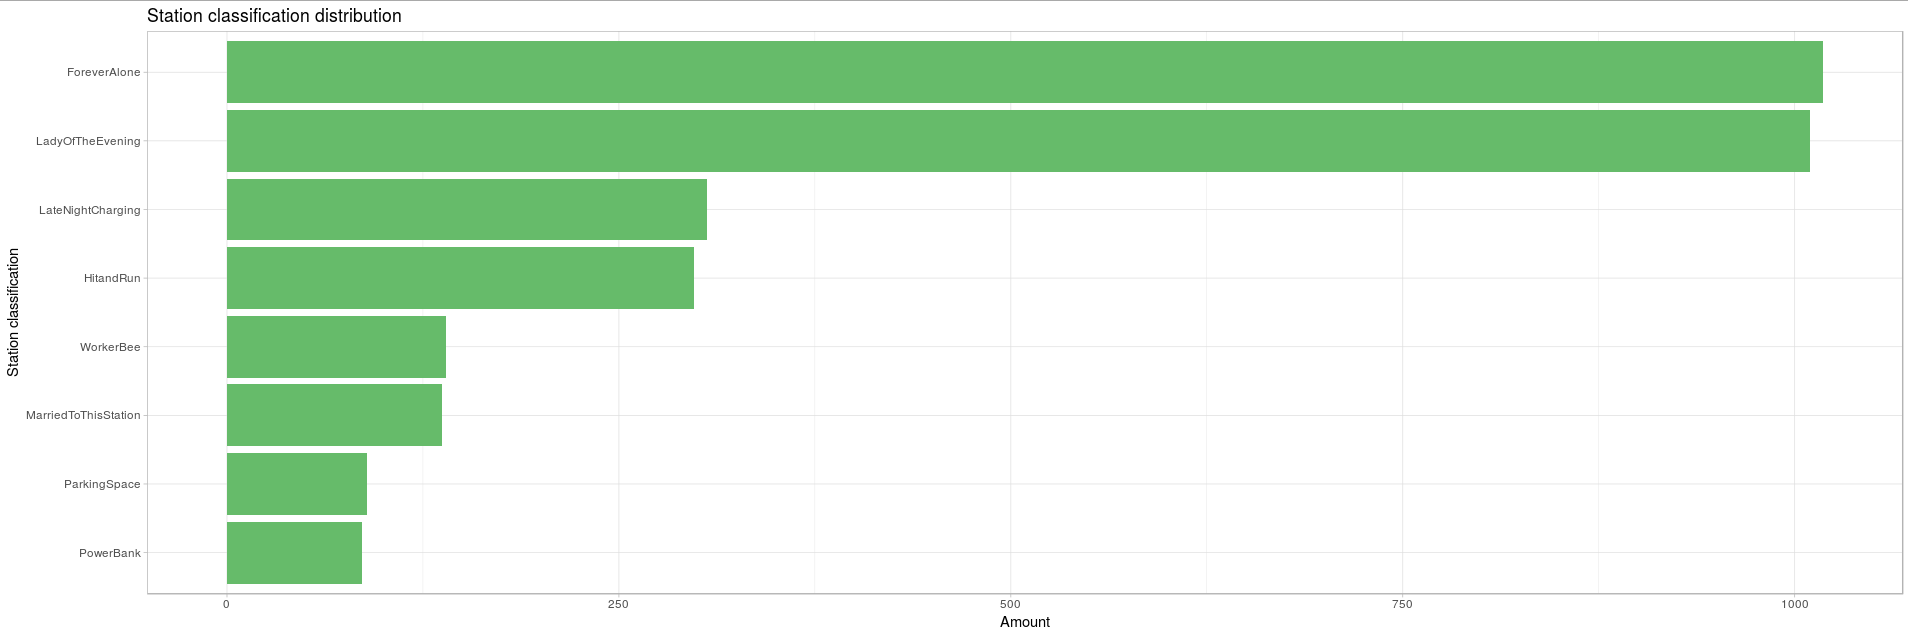 Station classification distribution
Station classification
ForeverAlone
LadyOfTheEvening
LateNightCharging
HitandRun
WorkerBee
MarriedToThisStation
ParkingSpace
PowerBank
0 250 500 750 1000
Amount